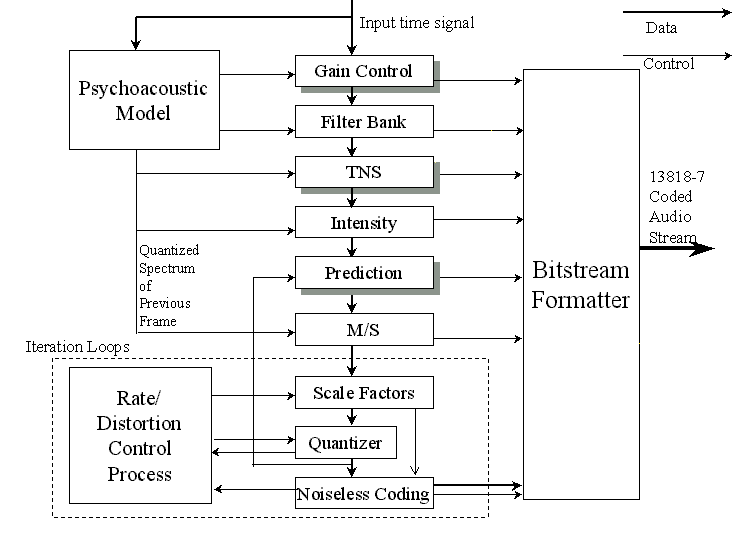 Input time signal
Data
Control
Psychoacoustic
Model
Gain Control
Filter Bank
TNS
Intensity
Prediction
M/S
Quantized
Spectrum
of
Previous
Frame
Iteration Loops
Rate/
Distortion
Control
Process
Scale Factors
Quantizer
Noiseless Coding
Bitstream
Formatter
13818-7
Coded
Audio
Stream